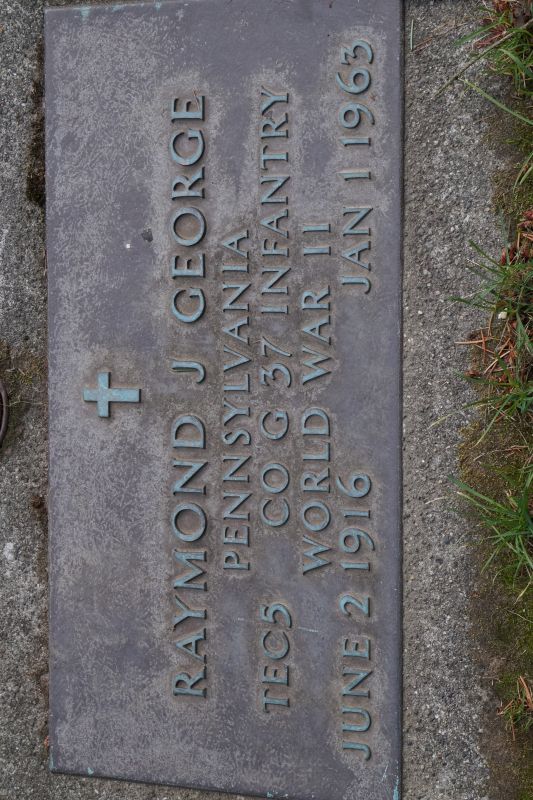 RAYMOND J GEORGE
PENNSYLVANIA
TEC5 CO G 37 INFANTRY
WORLD WAR II
JUNE 2 1916 JAN 1 1963